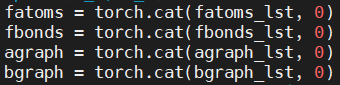 fatoms = torch.cat(fatoms_lst, 0)
fbonds = torch.cat(fbonds_lst, 0)
agraph = torch.cat(agraph_lst, 0)
bgraph = torch.cat(bgraph_lst, 0)